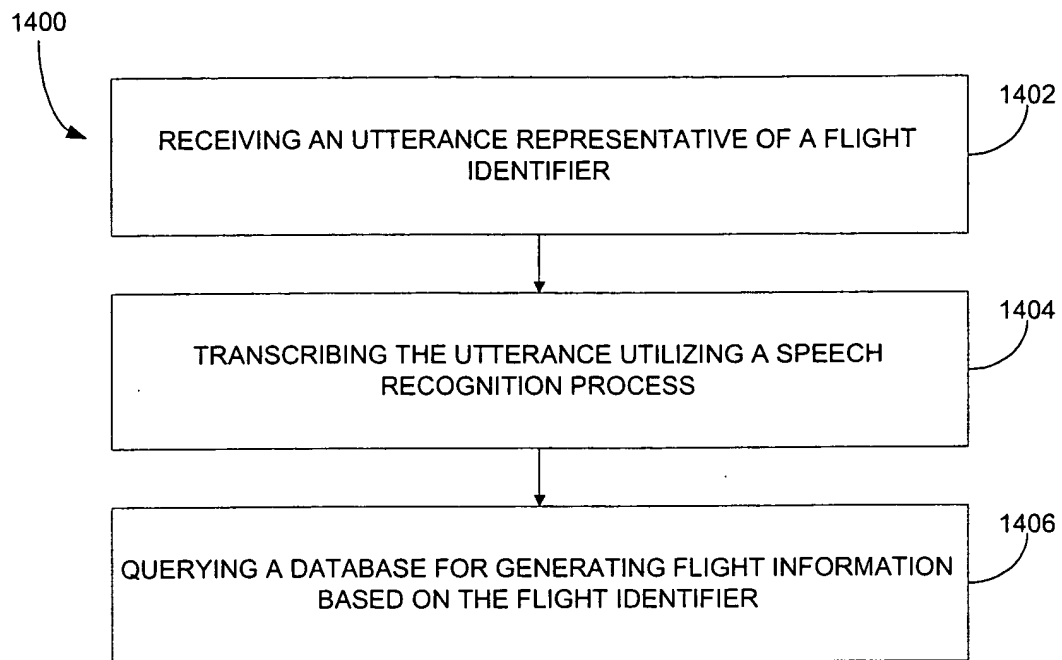 1400
1402
RECEIVING AN UTTERANCE REPRESENTATIVE OF A FLIGHT
IDENTIFIER
1404
TRANSCRIBING THE UTTERANCE UTILIZING A SPEECH
RECOGNITION PROCESS
1406
QUERYING A DATABASE FOR GENERATING FLIGHT INFORMATION
BASED ON THE FLIGHT IDENTIFIER